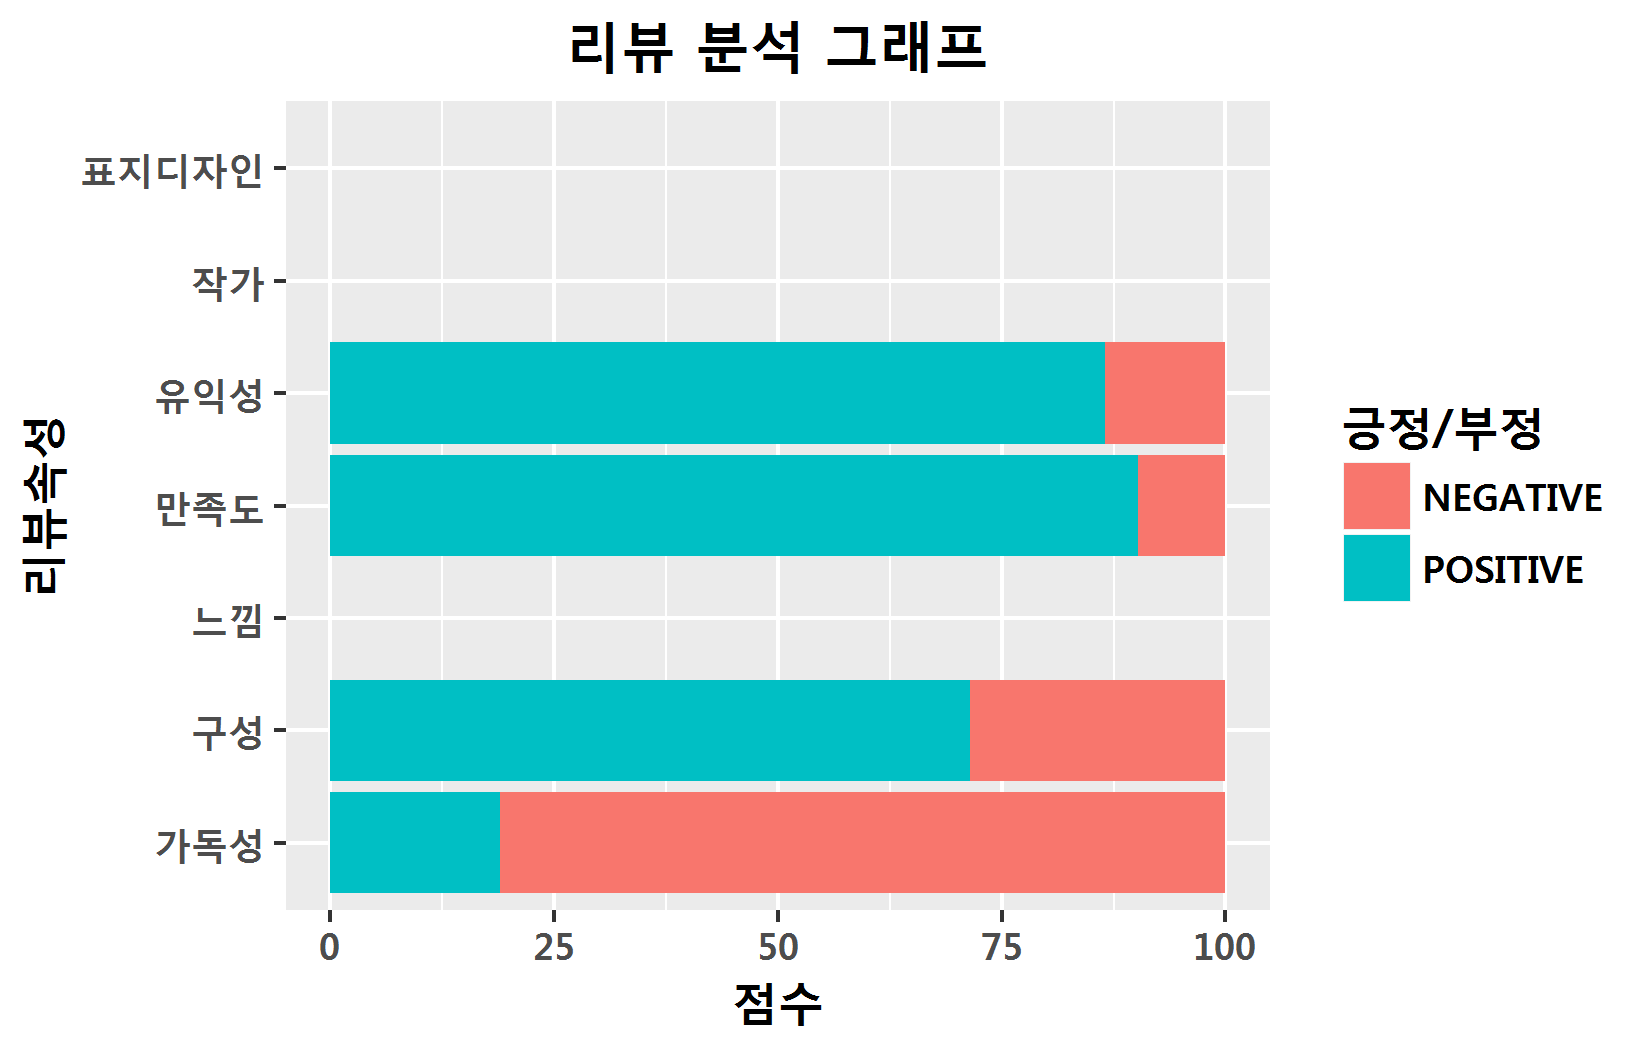 리뷰 분석 그래프
리뷰속성
표지디자인
작가
유익성
만족도
느낌
구성
가독성
0 25 50 75 100
점수
긍정/부정
NEGATIVE
POSITIVE